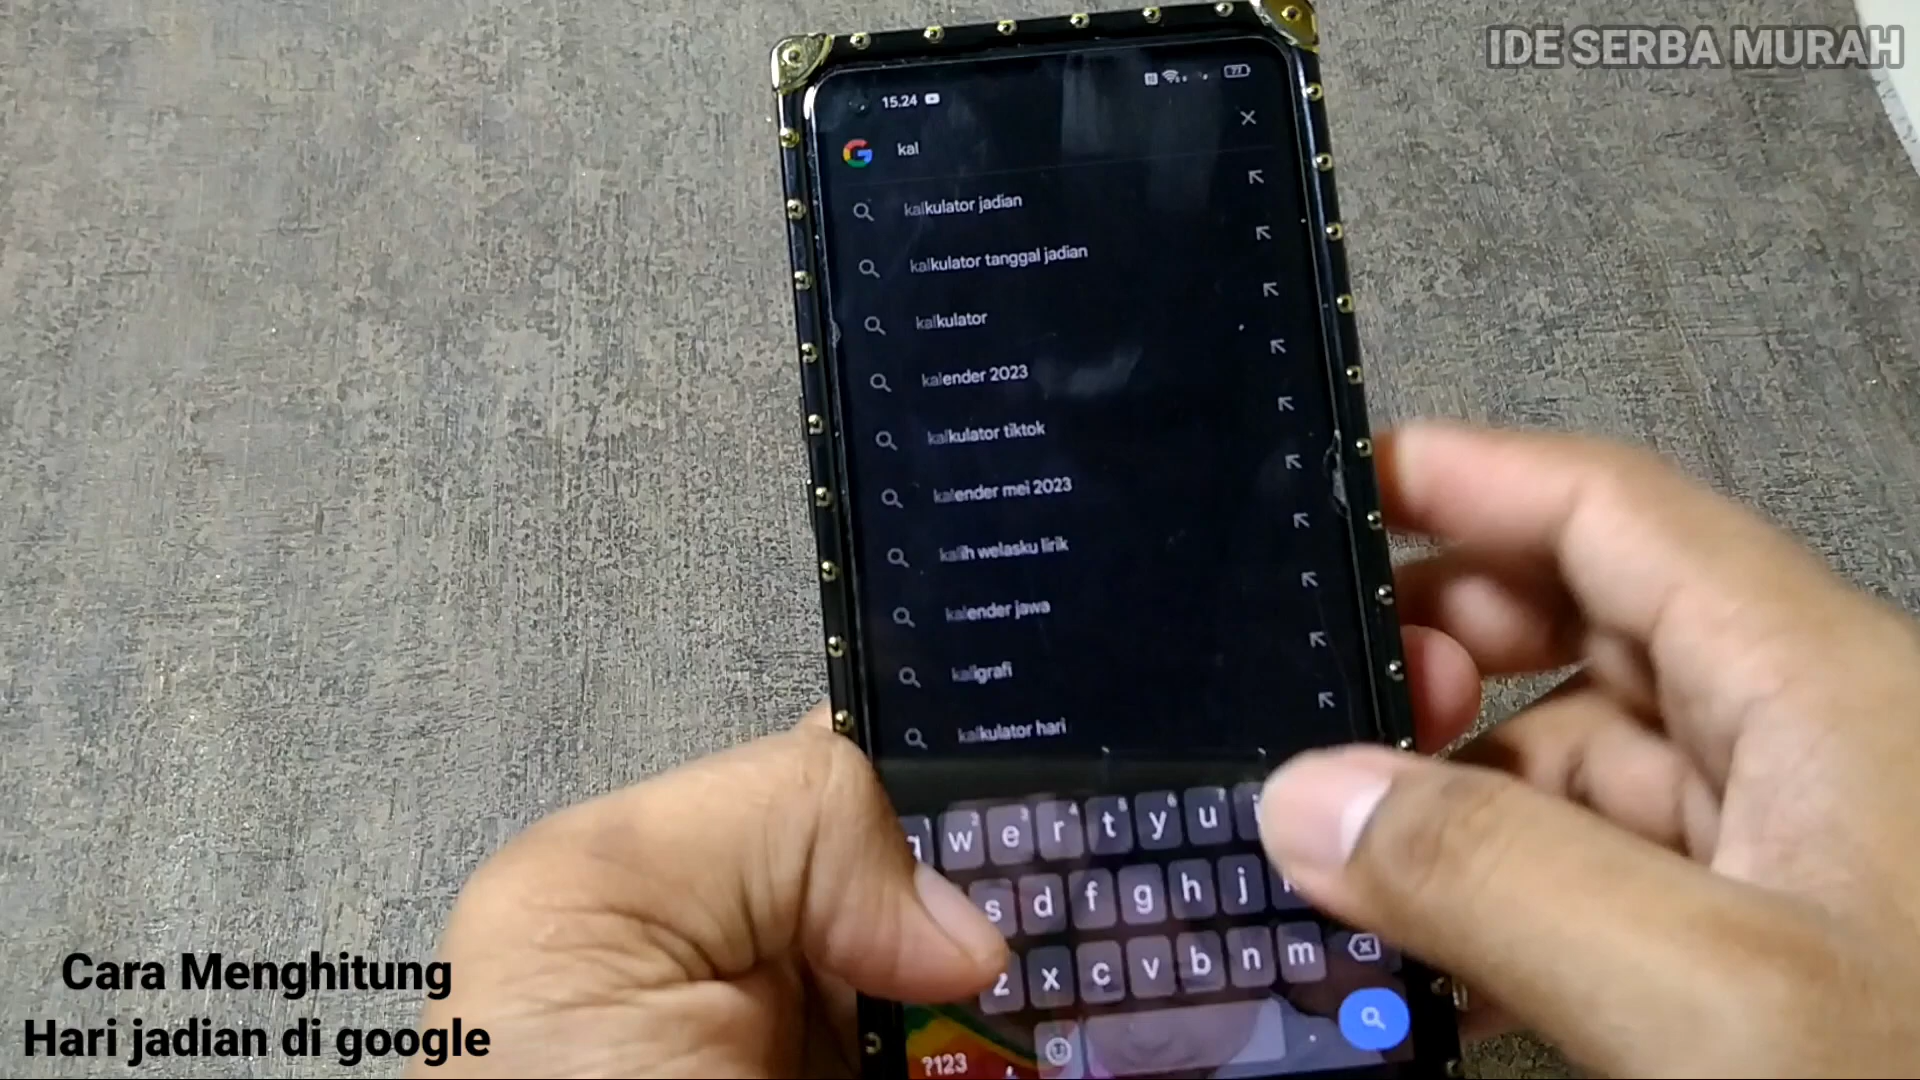 IDE SERBA MURAH
15.24
77
kal
kalkulator jadian
kalkulator tanggal jadian
kalkulator
kalender 2023
kalkulator tiktok
kalender mei 2023
kalih welasku lirik
kalender jawa
kaligrafi
kalkulator hari
q w e r t y u i
s d f g h j k
z x c v b n m
?123 .
Cara Menghitung
Hari jadian di google